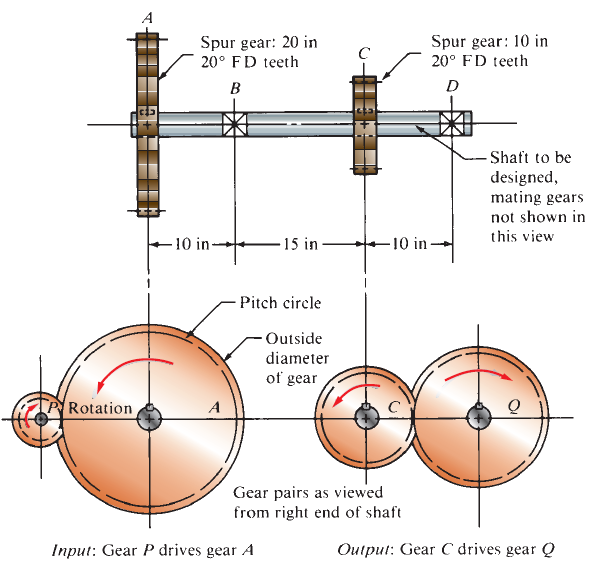 A
Spur gear: 20 in
20° FD teeth
Spur gear: 10 in
20° FD teeth
C
B
D
Shaft to be
designed,
mating gears
not shown in
this view
10 in
15 in
10 in
Pitch circle
Outside
diameter
of gear
P
Rotation
A
C
Q
Gear pairs as viewed
from right end of shaft
Input: Gear P drives gear A
Output: Gear C drives gear Q